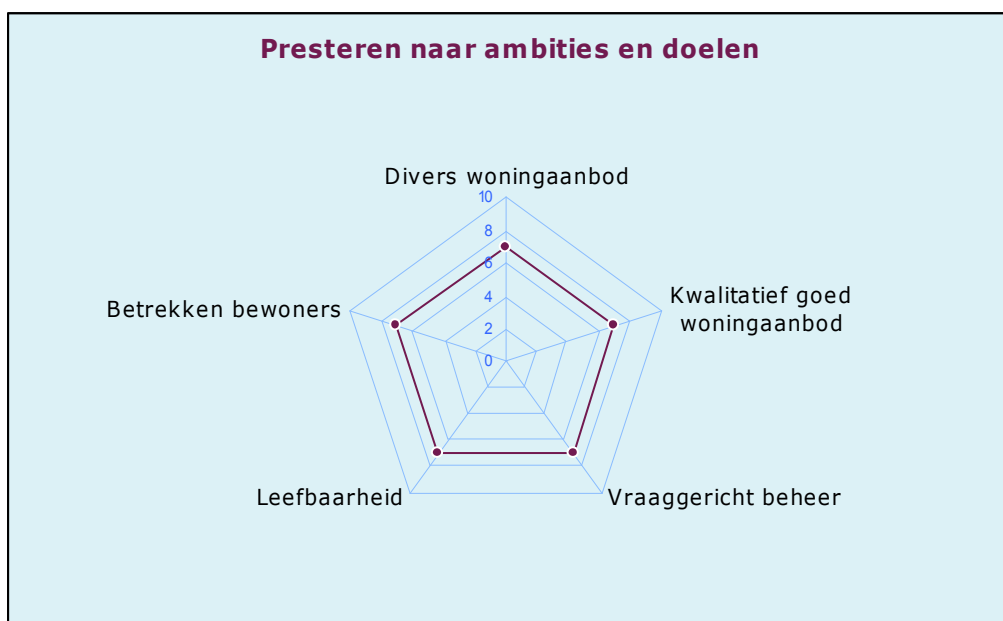 Presteren naar ambities en doelen
Divers woningaanbod
10
8
6
4
2
0
Kwalitatief goed
woningaanbod
Betrekken bewoners
Leefbaarheid
Vraaggericht beheer